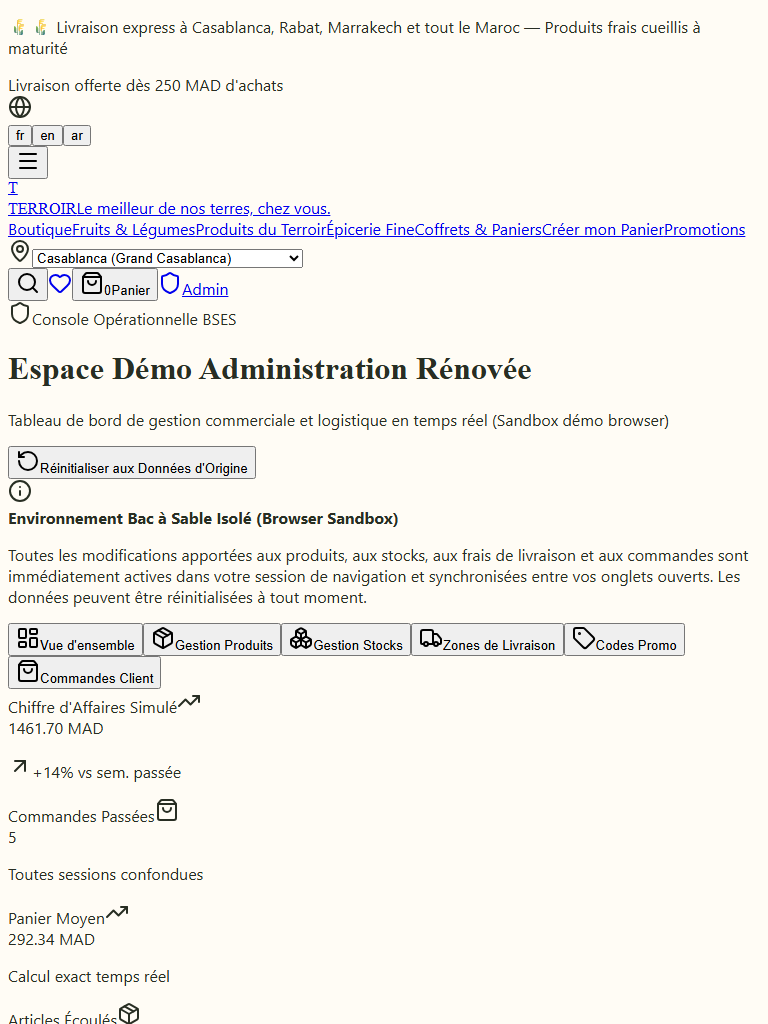 Livraison express à Casablanca, Rabat, Marrakech et tout le Maroc — Produits frais cueillis à
maturité
Livraison offerte dès 250 MAD d'achats
fr en ar
T
TERROIRLe meilleur de nos terres, chez vous.
BoutiqueFruits & LégumesProduits du TerroirÉpicerie FineCoffrets & PaniersCréer mon PanierPromotions
Casablanca (Grand Casablanca)
0Panier Admin
Console Opérationnelle BSES
Espace Démo Administration Rénovée
Tableau de bord de gestion commerciale et logistique en temps réel (Sandbox démo browser)
Réinitialiser aux Données d'Origine
Environnement Bac à Sable Isolé (Browser Sandbox)
Toutes les modifications apportées aux produits, aux stocks, aux frais de livraison et aux commandes sont
immédiatement actives dans votre session de navigation et synchronisées entre vos onglets ouverts. Les
données peuvent être réinitialisées à tout moment.
Vue d'ensemble Gestion Produits Gestion Stocks Zones de Livraison Codes Promo
Commandes Client
Chiffre d'Affaires Simulé
1461.70 MAD
+14% vs sem. passée
Commandes Passées
5
Toutes sessions confondues
Panier Moyen
292.34 MAD
Calcul exact temps réel
Articles Écoulés